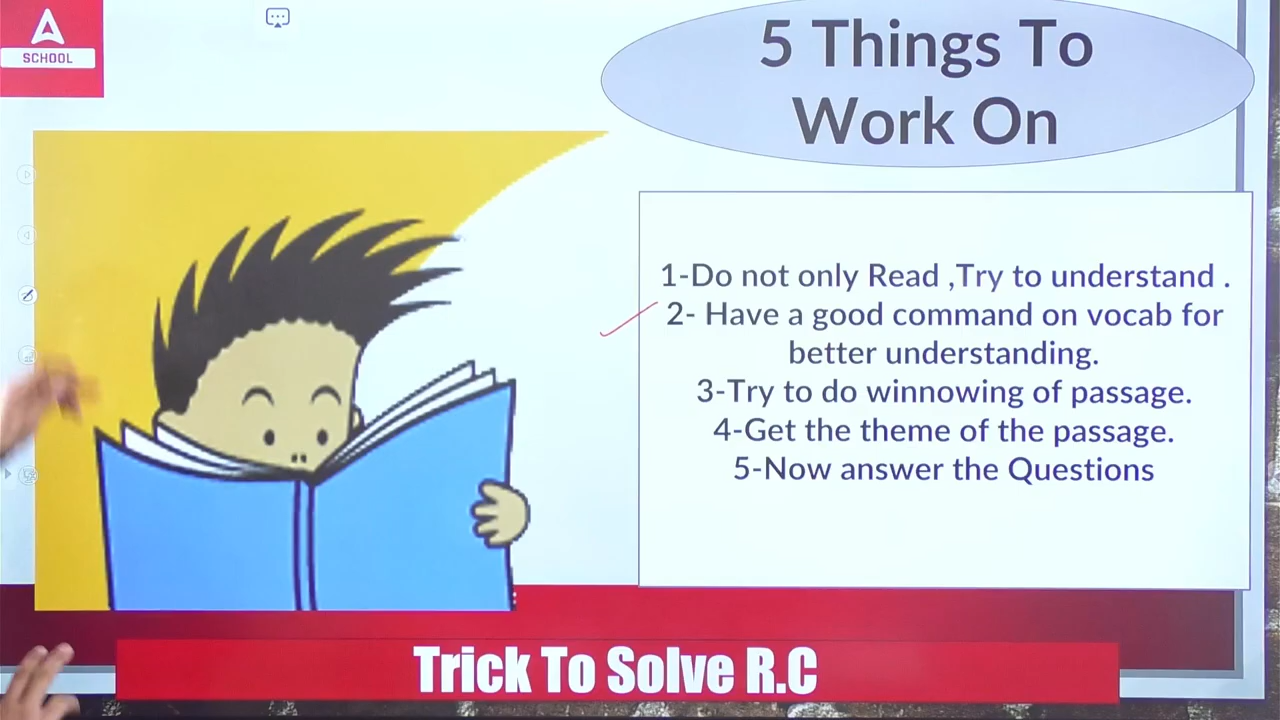 SCHOOL
5 Things To
Work On
1-Do not only Read ,Try to understand .
2- Have a good command on vocab for
better understanding.
3-Try to do winnowing of passage.
4-Get the theme of the passage.
5-Now answer the Questions
Trick To Solve R.C